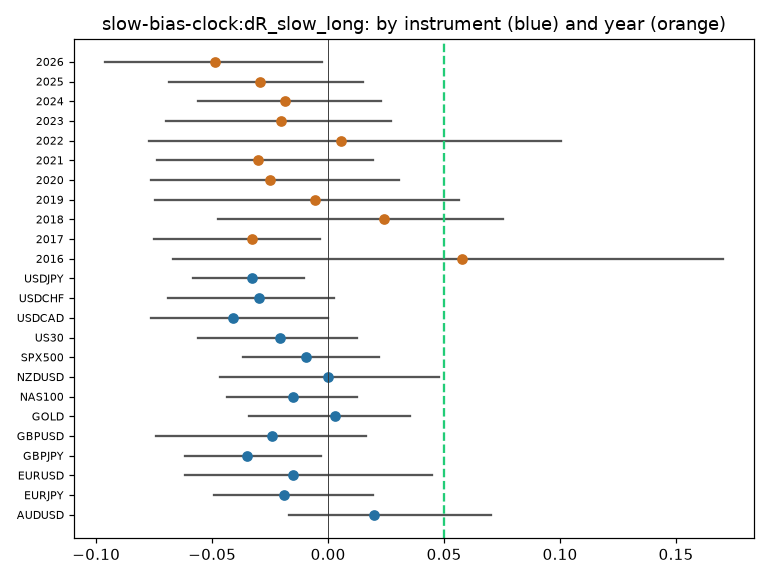 slow-bias-clock:dR_slow_long: by instrument (blue) and year (orange)
2026
2025
2024
2023
2022
2021
2020
2019
2018
2017
2016
USDJPY
USDCHF
USDCAD
US30
SPX500
NZDUSD
NAS100
GOLD
GBPUSD
GBPJPY
EURUSD
EURJPY
AUDUSD
−0.10 −0.05 0.00 0.05 0.10 0.15